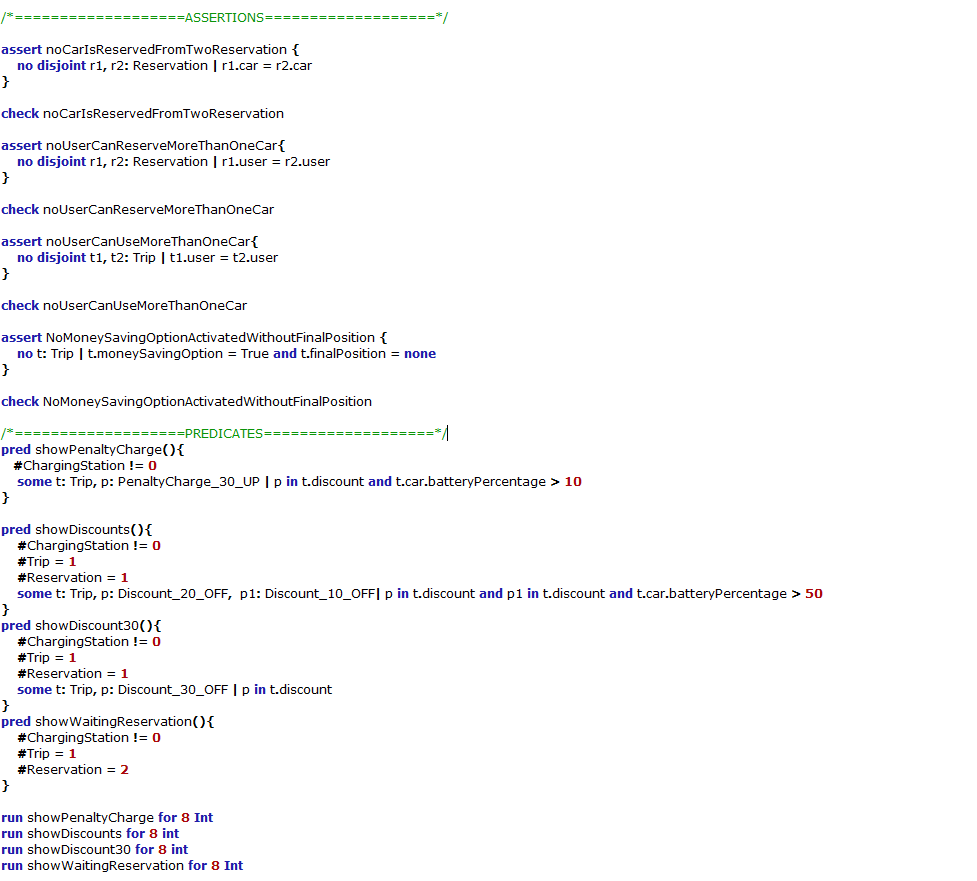 /*===================ASSERTIONS===================*/
assert noCarIsReservedFromTwoReservation {
no disjoint r1, r2: Reservation | r1.car = r2.car
}
check noCarIsReservedFromTwoReservation
assert noUserCanReserveMoreThanOneCar{
no disjoint r1, r2: Reservation | r1.user = r2.user
}
check noUserCanReserveMoreThanOneCar
assert noUserCanUseMoreThanOneCar{
no disjoint t1, t2: Trip | t1.user = t2.user
}
check noUserCanUseMoreThanOneCar
assert NoMoneySavingOptionActivatedWithoutFinalPosition {
no t: Trip | t.moneySavingOption = True and t.finalPosition = none
}
check NoMoneySavingOptionActivatedWithoutFinalPosition
/*===================PREDICATES===================*/
pred showPenaltyCharge(){
#ChargingStation != 0
some t: Trip, p: PenaltyCharge_30_UP | p in t.discount and t.car.batteryPercentage > 10
}
pred showDiscounts(){
#ChargingStation != 0
#Trip = 1
#Reservation = 1
some t: Trip, p: Discount_20_OFF,  p1: Discount_10_OFF| p in t.discount and p1 in t.discount and t.car.batteryPercentage > 50
}
pred showDiscount30(){
#ChargingStation != 0
#Trip = 1
#Reservation = 1
some t: Trip, p: Discount_30_OFF | p in t.discount
}
pred showWaitingReservation(){
#ChargingStation != 0
#Trip = 1
#Reservation = 2
}
run showPenaltyCharge for 8 Int
run showDiscounts for 8 int
run showDiscount30 for 8 int
run showWaitingReservation for 8 Int